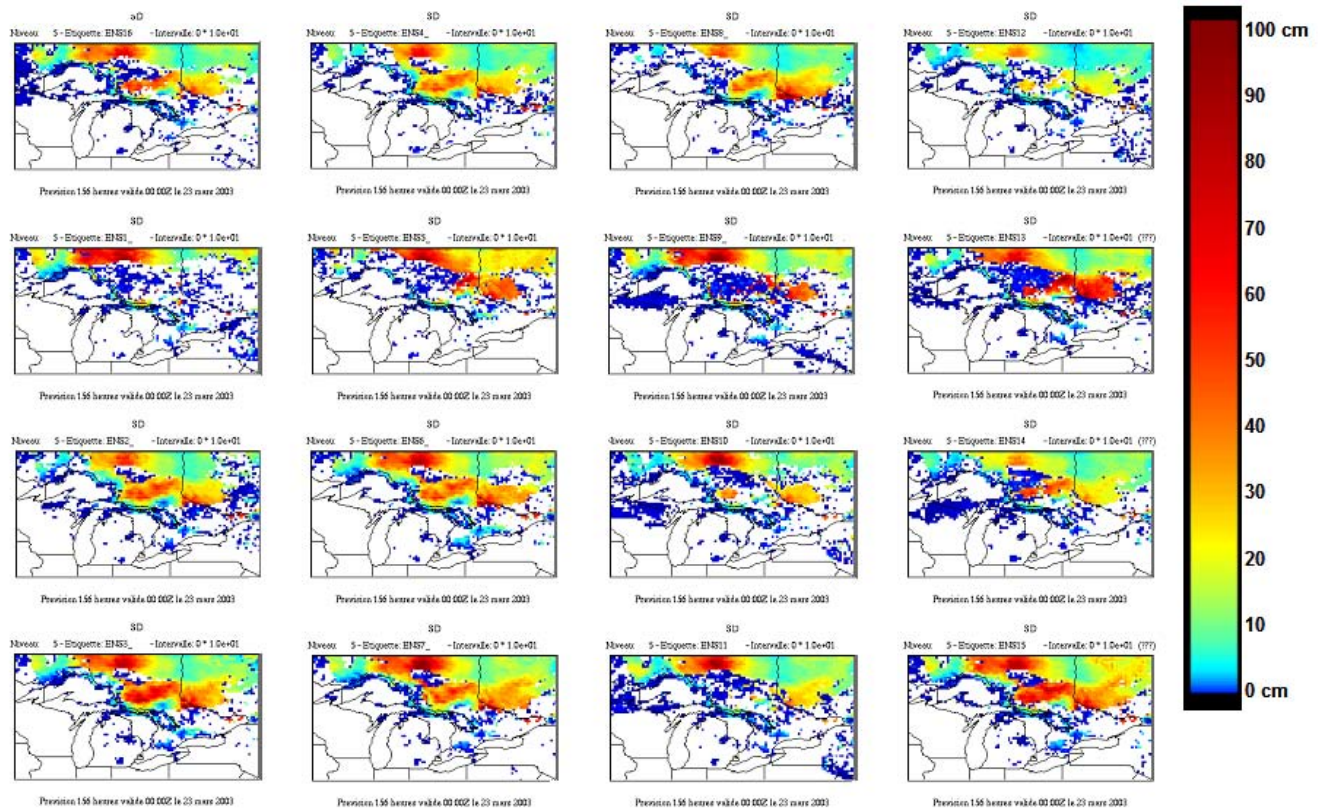 aD
Niveau: 5 - Etiquette: ENS16 - Intervalle: 0 * 1.0e+01
Prevision 156 heures valide 00:00Z le 23 mars 2003
SD
Niveau: 5 - Etiquette: ENS4_ - Intervalle: 0 * 1.0e+01
Prevision 156 heures valide 00:00Z le 23 mars 2003
SD
Niveau: 5 - Etiquette: ENS8_ - Intervalle: 0 * 1.0e+01
Prevision 156 heures valide 00:00Z le 23 mars 2003
SD
Niveau: 5 - Etiquette: ENS12 - Intervalle: 0 * 1.0e+01
Prevision 156 heures valide 00:00Z le 23 mars 2003
SD
Niveau: 5 - Etiquette: ENS1_ - Intervalle: 0 * 1.0e+01
Prevision 156 heures valide 00:00Z le 23 mars 2003
SD
Niveau: 5 - Etiquette: ENS5_ - Intervalle: 0 * 1.0e+01
Prevision 156 heures valide 00:00Z le 23 mars 2003
SD
Niveau: 5 - Etiquette: ENS9_ - Intervalle: 0 * 1.0e+01
Prevision 156 heures valide 00:00Z le 23 mars 2003
SD
Niveau: 5 - Etiquette: ENS13 - Intervalle: 0 * 1.0e+01 (???)
Prevision 156 heures valide 00:00Z le 23 mars 2003
SD
Niveau: 5 - Etiquette: ENS2_ - Intervalle: 0 * 1.0e+01
Prevision 156 heures valide 00:00Z le 23 mars 2003
SD
Niveau: 5 - Etiquette: ENS6_ - Intervalle: 0 * 1.0e+01
Prevision 156 heures valide 00:00Z le 23 mars 2003
SD
Niveau: 5 - Etiquette: ENS10 - Intervalle: 0 * 1.0e+01
Prevision 156 heures valide 00:00Z le 23 mars 2003
SD
Niveau: 5 - Etiquette: ENS14 - Intervalle: 0 * 1.0e+01 (???)
Prevision 156 heures valide 00:00Z le 23 mars 2003
SD
Niveau: 5 - Etiquette: ENS3_ - Intervalle: 0 * 1.0e+01
Prevision 156 heures valide 00:00Z le 23 mars 2003
SD
Niveau: 5 - Etiquette: ENS7_ - Intervalle: 0 * 1.0e+01
Prevision 156 heures valide 00:00Z le 23 mars 2003
SD
Niveau: 5 - Etiquette: ENS11 - Intervalle: 0 * 1.0e+01
Prevision 156 heures valide 00:00Z le 23 mars 2003
SD
Niveau: 5 - Etiquette: ENS15 - Intervalle: 0 * 1.0e+01 (???)
Prevision 156 heures valide 00:00Z le 23 mars 2003
100 cm
90
80
70
60
50
40
30
20
10
0 cm